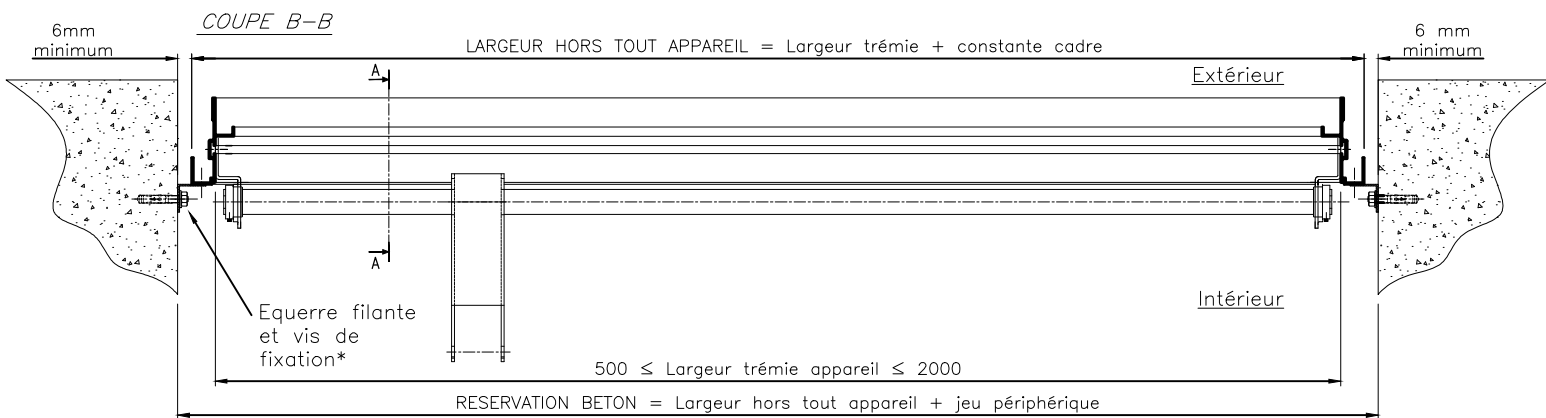 COUPE B-B
6mm
minimum
LARGEUR HORS TOUT APPAREIL = Largeur trémie + constante cadre
6 mm
minimum
A
Extérieur
A
Intérieur
Equerre filante
et vis de
fixation*
500 ≤ Largeur trémie appareil ≤ 2000
RESERVATION BETON = Largeur hors tout appareil + jeu périphérique